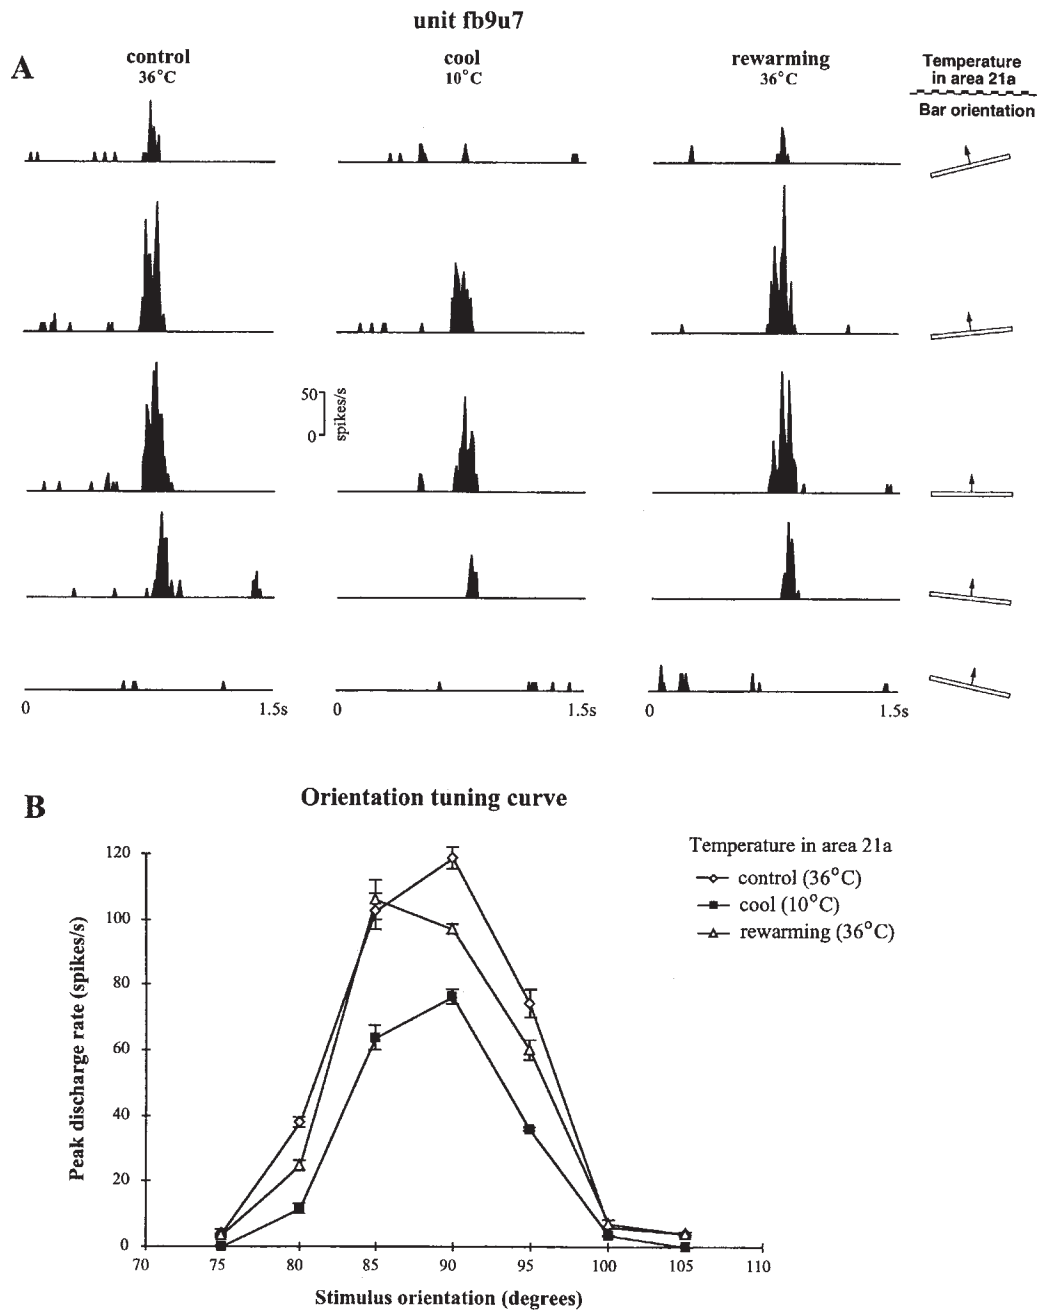 unit fb9u7
A
control
36°C
cool
10°C
rewarming
36°C
Temperature
in area 21a
Bar orientation
50
0
spikes/s
0
1.5s
0
1.5s
0
1.5s
B
Orientation tuning curve
Temperature in area 21a
control (36°C)
cool (10°C)
rewarming (36°C)
Peak discharge rate (spikes/s)
120
100
80
60
40
20
0
70
75
80
85
90
95
100
105
110
Stimulus orientation (degrees)